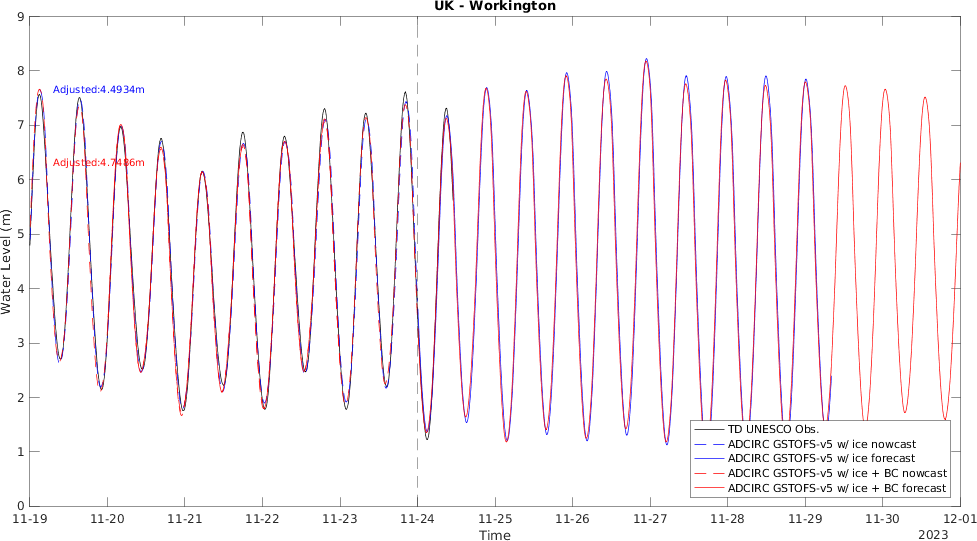 UK - Workington
9
8
7
6
5
4
3
2
1
0
Water Level (m)
Adjusted:4.4934m
Adjusted:4.7486m
TD UNESCO Obs.
ADCIRC GSTOFS-v5 w/ ice nowcast
ADCIRC GSTOFS-v5 w/ ice forecast
ADCIRC GSTOFS-v5 w/ ice + BC nowcast
ADCIRC GSTOFS-v5 w/ ice + BC forecast
11-19 11-20 11-21 11-22 11-23 11-24 11-25 11-26 11-27 11-28 11-29 11-30 12-01
Time
2023